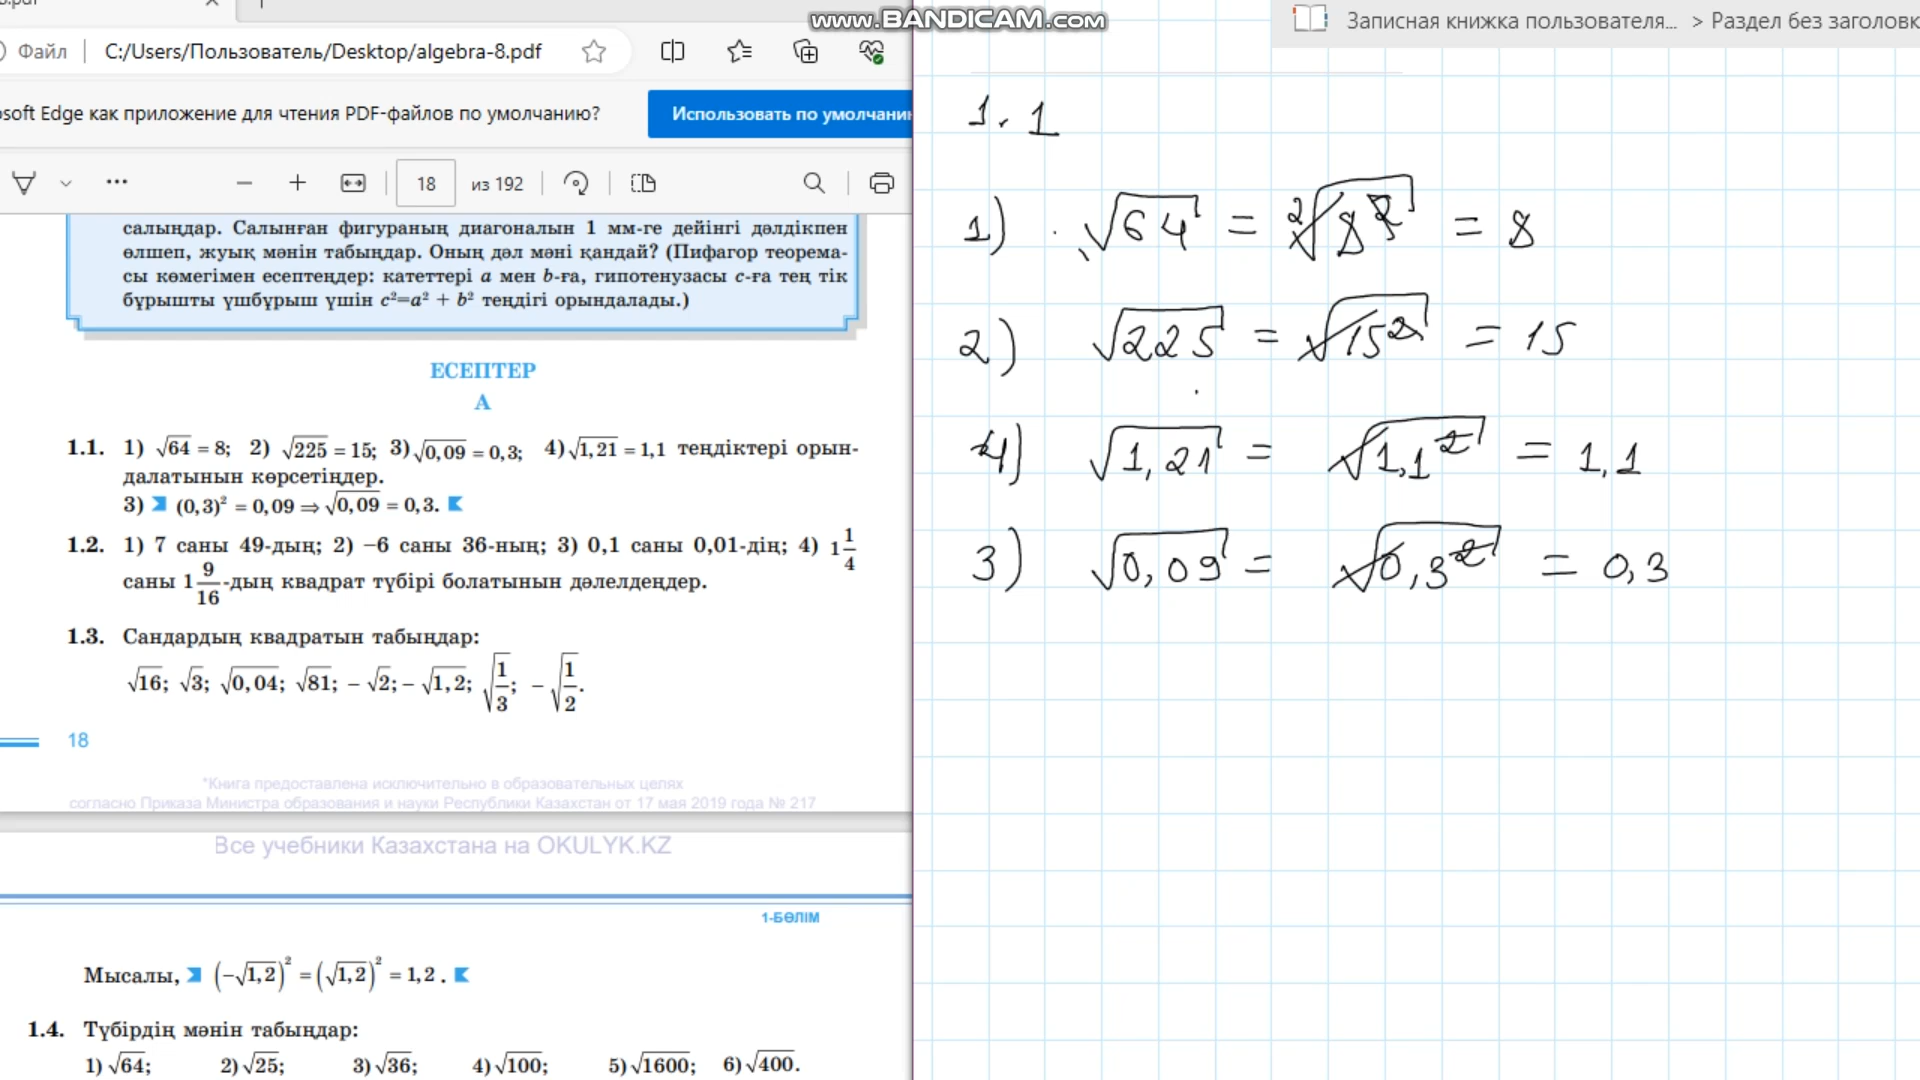 www.BANDICAM.com
Записная книжка пользователя... > Раздел без заголовк
Файл C:/Users/Пользователь/Desktop/algebra-8.pdf
osoft Edge как приложение для чтения PDF-файлов по умолчанию? Использовать по умолчани
18 из 192
салыңдар. Салынған фигураның диагоналын 1 мм-ге дейінгі дәлдікпен
өлшеп, жуық мәнін табыңдар. Оның дәл мәні қандай? (Пифагор теорема-
сы көмегімен есептеңдер: катеттері a мен b-ға, гипотенузасы c-ға тең тік
бұрышты үшбұрыш үшін c²=a² + b² теңдігі орындалады.)
ЕСЕПТЕР
А
1.1. 1) √64 = 8; 2) √225 = 15; 3) √0,09 = 0,3; 4) √1,21 = 1,1 теңдіктері орын-
далатынын көрсетіңдер.
3) (0,3)² = 0,09 ⇒ √0,09 = 0,3.
1.2. 1) 7 саны 49-дың; 2) −6 саны 36-ның; 3) 0,1 саны 0,01-дің; 4) 1 1/4
саны 1 9/16-дың квадрат түбірі болатынын дәлелдеңдер.
1.3. Сандардың квадратын табыңдар:
√16; √3; √0,04; √81; − √2; − √1,2; √1/3; − √1/2.
18
*Книга предоставлена исключительно в образовательных целях
согласно Приказа Министра образования и науки Республики Казахстан от 17 мая 2019 года № 217
Все учебники Казахстана на OKULYK.KZ
1-БӨЛІМ
Мысалы, (−√1,2)² = (√1,2)² = 1,2.
1.4. Түбірдің мәнін табыңдар:
1) √64; 2) √25; 3) √36; 4) √100; 5) √1600; 6) √400.
1.1
1) √64 = ²√8² = 8
2) √225 = √15² = 15
4) √1,21 = √1,1² = 1,1
3) √0,09 = √0,3² = 0,3